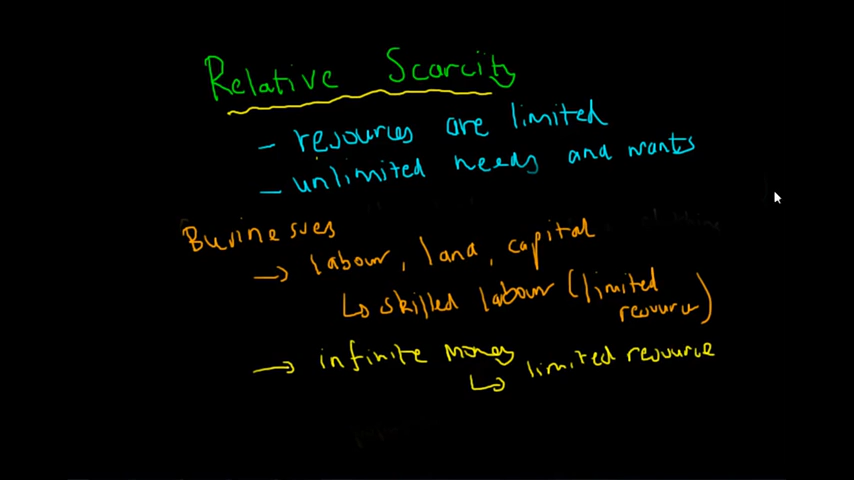 Relative Scarcity
- resources are limited
- unlimited needs and wants
Businesses
→ labour, land, capital
↳ skilled labour (limited
resource)
→ infinite money
↳ limited resource